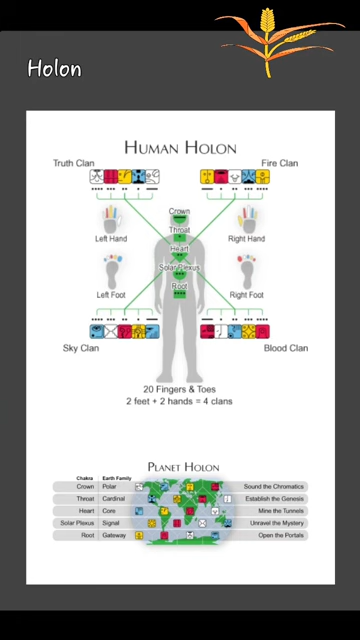 Holon
HUMAN HOLON
Truth Clan
Fire Clan
Crown
Throat
Left Hand
Right Hand
Heart
Solar Plexus
Root
Left Foot
Right Foot
Sky Clan
Blood Clan
20 Fingers & Toes
2 feet + 2 hands = 4 clans
PLANET HOLON
Chakra Earth Family
Crown Polar Sound the Chromatics
Throat Cardinal Establish the Genesis
Heart Core Mine the Tunnels
Solar Plexus Signal Unravel the Mystery
Root Gateway Open the Portals